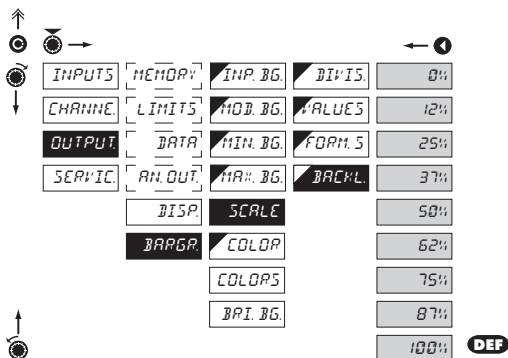 C
INPUTS MEMORY INP. BG. DIVIS. 0%
CHANNE. LIMITS MOD. BG. VALUES 12%
OUTPUT. DATA MIN. BG. FORM. S 25%
SERVIC. AN. OUT. MAX. BG. BACKL. 37%
DISP. SCALE 50%
BARGR. COLOR 62%
COLORS 75%
BRI. BG. 87%
100% DEF